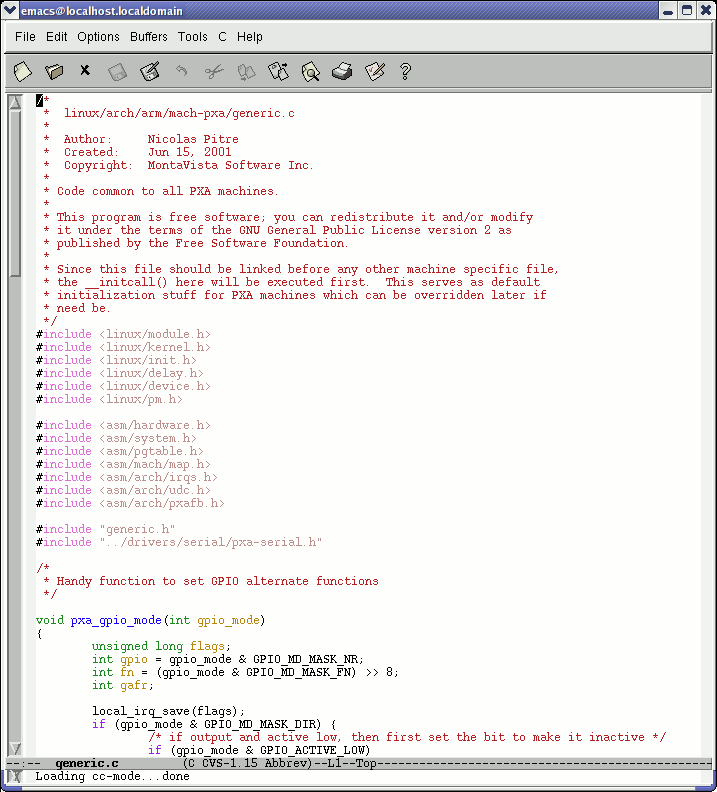 emacs@localhost.localdomain
File Edit Options Buffers Tools C Help
/*
 *  linux/arch/arm/mach-pxa/generic.c
 *
 *  Author:     Nicolas Pitre
 *  Created:    Jun 15, 2001
 *  Copyright:  MontaVista Software Inc.
 *
 * Code common to all PXA machines.
 *
 * This program is free software; you can redistribute it and/or modify
 * it under the terms of the GNU General Public License version 2 as
 * published by the Free Software Foundation.
 *
 * Since this file should be linked before any other machine specific file,
 * the __initcall() here will be executed first.  This serves as default
 * initialization stuff for PXA machines which can be overridden later if
 * need be.
 */
#include <linux/module.h>
#include <linux/kernel.h>
#include <linux/init.h>
#include <linux/delay.h>
#include <linux/device.h>
#include <linux/pm.h>

#include <asm/hardware.h>
#include <asm/system.h>
#include <asm/pgtable.h>
#include <asm/mach/map.h>
#include <asm/arch/irqs.h>
#include <asm/arch/udc.h>
#include <asm/arch/pxafb.h>

#include "generic.h"
#include "../drivers/serial/pxa-serial.h"

/*
 * Handy function to set GPIO alternate functions
 */

void pxa_gpio_mode(int gpio_mode)
{
        unsigned long flags;
        int gpio = gpio_mode & GPIO_MD_MASK_NR;
        int fn = (gpio_mode & GPIO_MD_MASK_FN) >> 8;
        int gafr;

        local_irq_save(flags);
        if (gpio_mode & GPIO_MD_MASK_DIR) {
                /* if output and active low, then first set the bit to make it inactive */
                if (gpio_mode & GPIO_ACTIVE_LOW)
--:--  generic.c         (C CVS-1.15 Abbrev)--L1--Top--------------------------------------------
Loading cc-mode...done